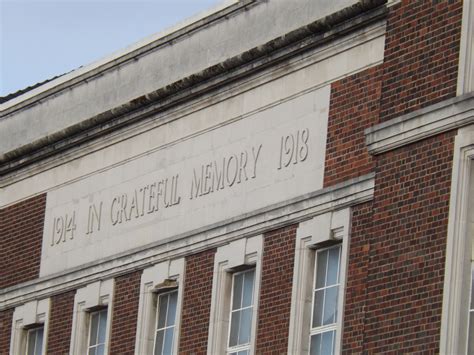 1914 IN GRATEFUL MEMORY 1918